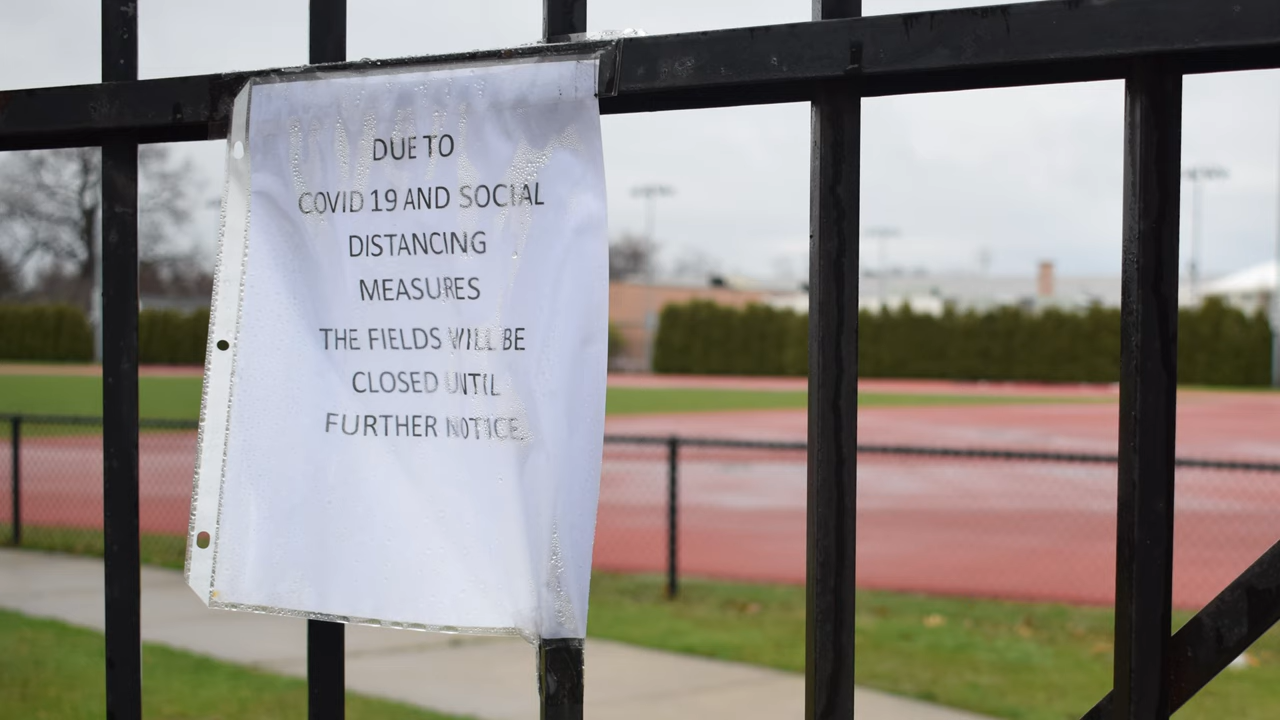 DUE TO
COVID 19 AND SOCIAL
DISTANCING
MEASURES
THE FIELDS WILL BE
CLOSED UNTIL
FURTHER NOTICE.